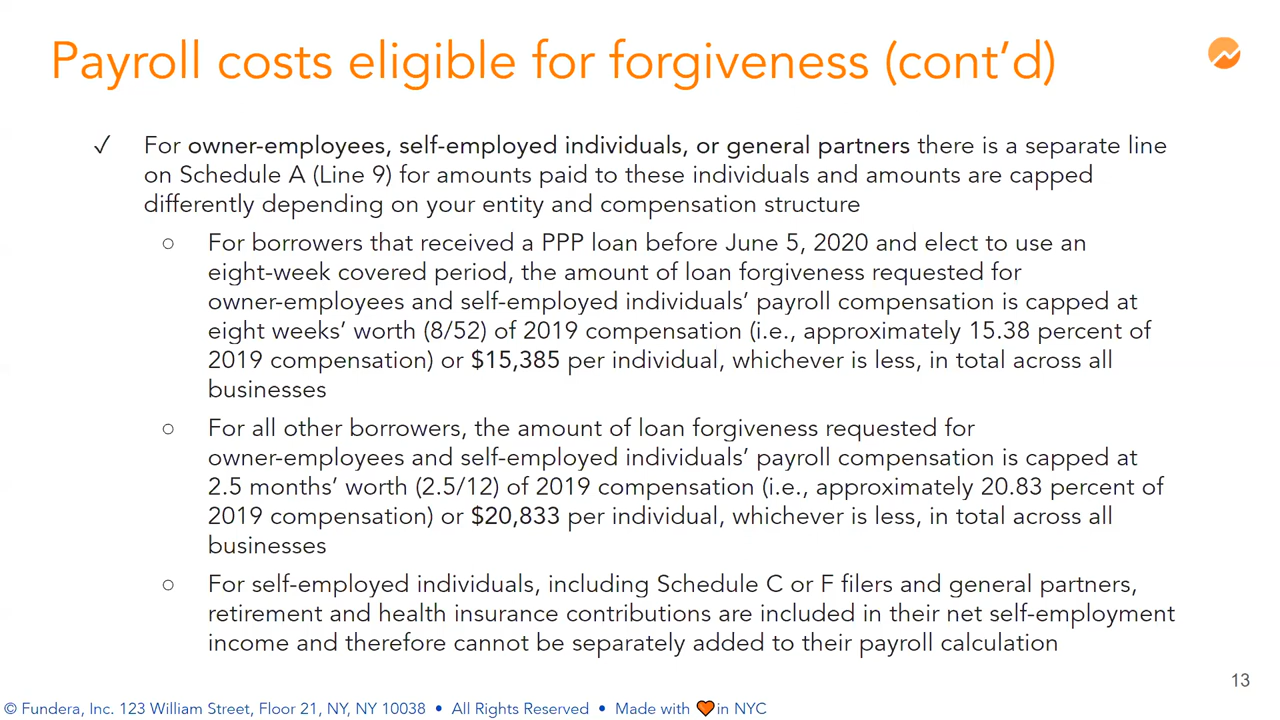 Payroll costs eligible for forgiveness (cont’d)
✓ For owner-employees, self-employed individuals, or general partners there is a separate line
on Schedule A (Line 9) for amounts paid to these individuals and amounts are capped
differently depending on your entity and compensation structure
○ For borrowers that received a PPP loan before June 5, 2020 and elect to use an
eight-week covered period, the amount of loan forgiveness requested for
owner-employees and self-employed individuals’ payroll compensation is capped at
eight weeks’ worth (8/52) of 2019 compensation (i.e., approximately 15.38 percent of
2019 compensation) or $15,385 per individual, whichever is less, in total across all
businesses
○ For all other borrowers, the amount of loan forgiveness requested for
owner-employees and self-employed individuals’ payroll compensation is capped at
2.5 months’ worth (2.5/12) of 2019 compensation (i.e., approximately 20.83 percent of
2019 compensation) or $20,833 per individual, whichever is less, in total across all
businesses
○ For self-employed individuals, including Schedule C or F filers and general partners,
retirement and health insurance contributions are included in their net self-employment
income and therefore cannot be separately added to their payroll calculation
13
© Fundera, Inc. 123 William Street, Floor 21, NY, NY 10038 • All Rights Reserved • Made with 🧡 in NYC